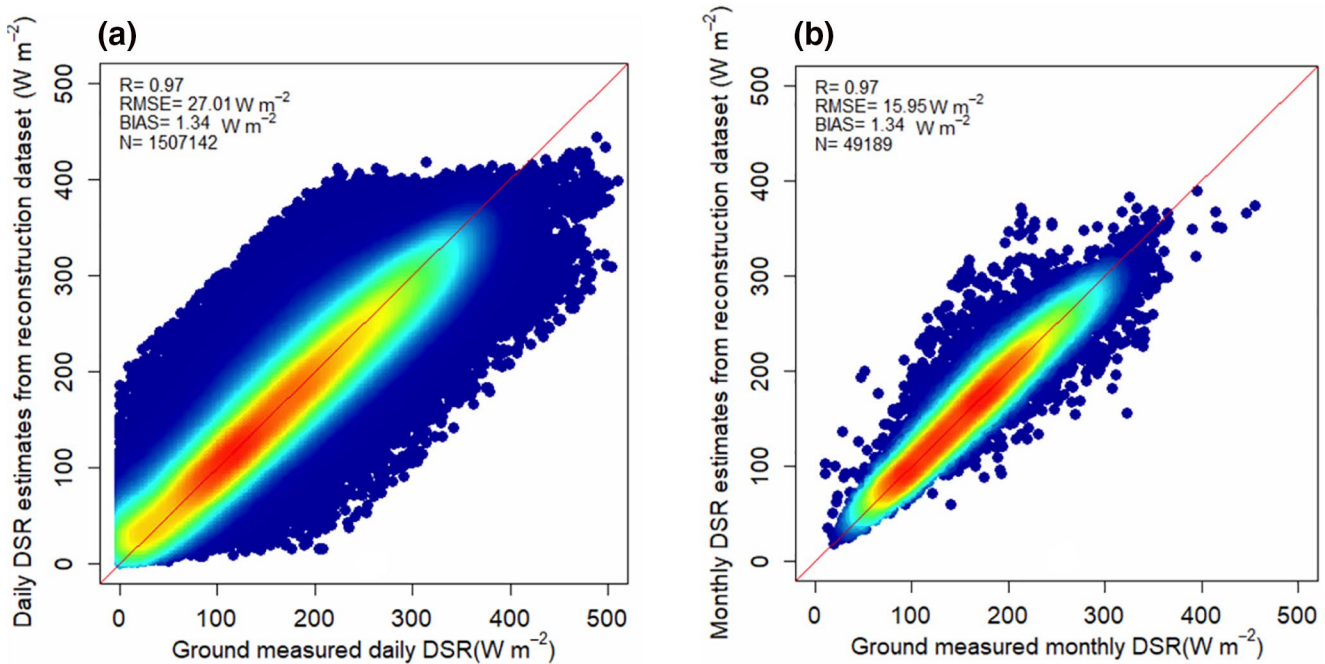 (a)
Daily DSR estimates from reconstruction dataset (W m⁻²)
R= 0.97
RMSE= 27.01 W m⁻²
BIAS= 1.34 W m⁻²
N= 1507142
500
400
300
200
100
0
0 100 200 300 400 500
Ground measured daily DSR(W m⁻²)
(b)
Monthly DSR estimates from reconstruction dataset (W m⁻²)
R= 0.97
RMSE= 15.95 W m⁻²
BIAS= 1.34 W m⁻²
N= 49189
500
400
300
200
100
0
0 100 200 300 400 500
Ground measured monthly DSR(W m⁻²)